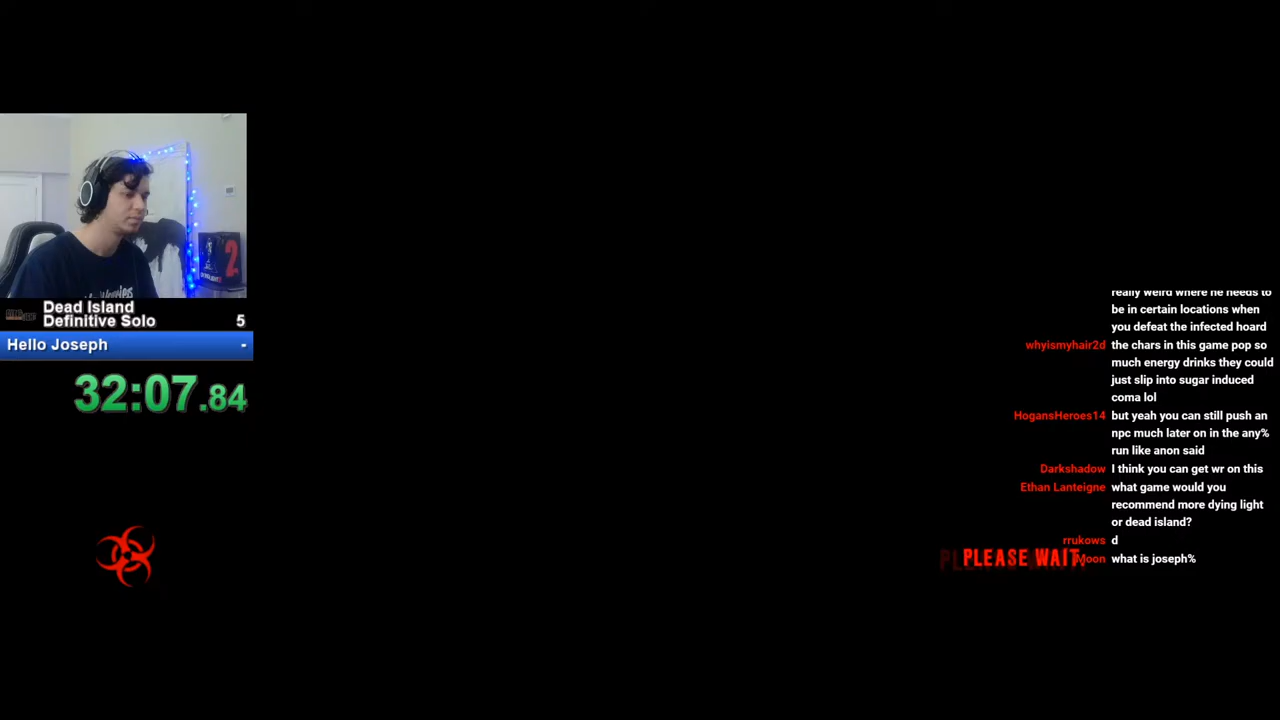 Dead Island
Definitive Solo 5
Hello Joseph -
32:07.84
2
really weird where he needs to
be in certain locations when
you defeat the infected hoard
whyismyhair2d the chars in this game pop so
much energy drinks they could
just slip into sugar induced
coma lol
HogansHeroes14 but yeah you can still push an
npc much later on in the any%
run like anon said
Darkshadow I think you can get wr on this
Ethan Lanteigne what game would you
recommend more dying light
or dead island?
rrukows d
Moon what is joseph%
PLEASE WAIT.